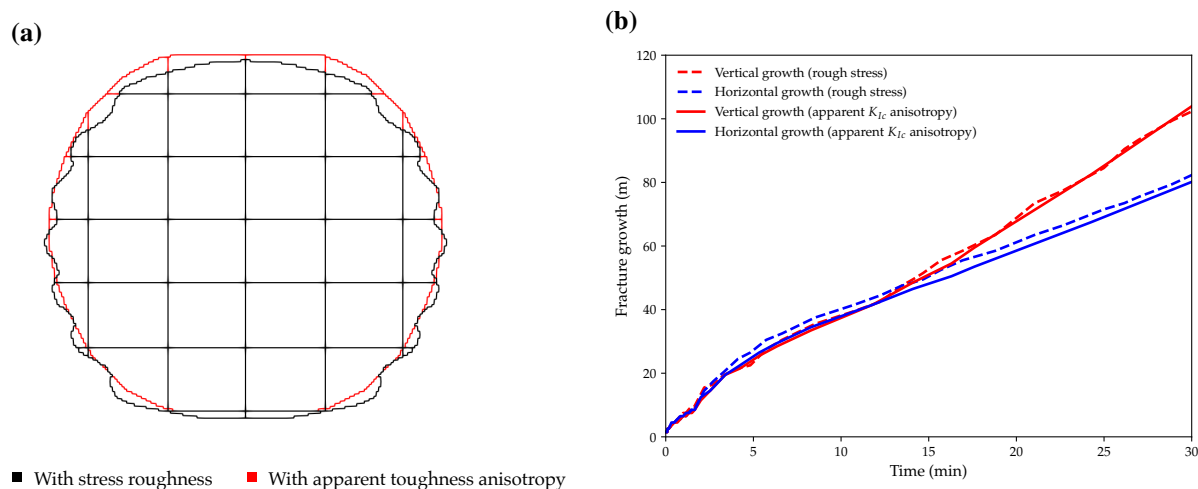 (a)
With stress roughness
With apparent toughness anisotropy
(b)
120
100
80
60
40
20
0
Fracture growth (m)
Vertical growth (rough stress)
Horizontal growth (rough stress)
Vertical growth (apparent K_Ic anisotropy)
Horizontal growth (apparent K_Ic anisotropy)
0 5 10 15 20 25 30
Time (min)